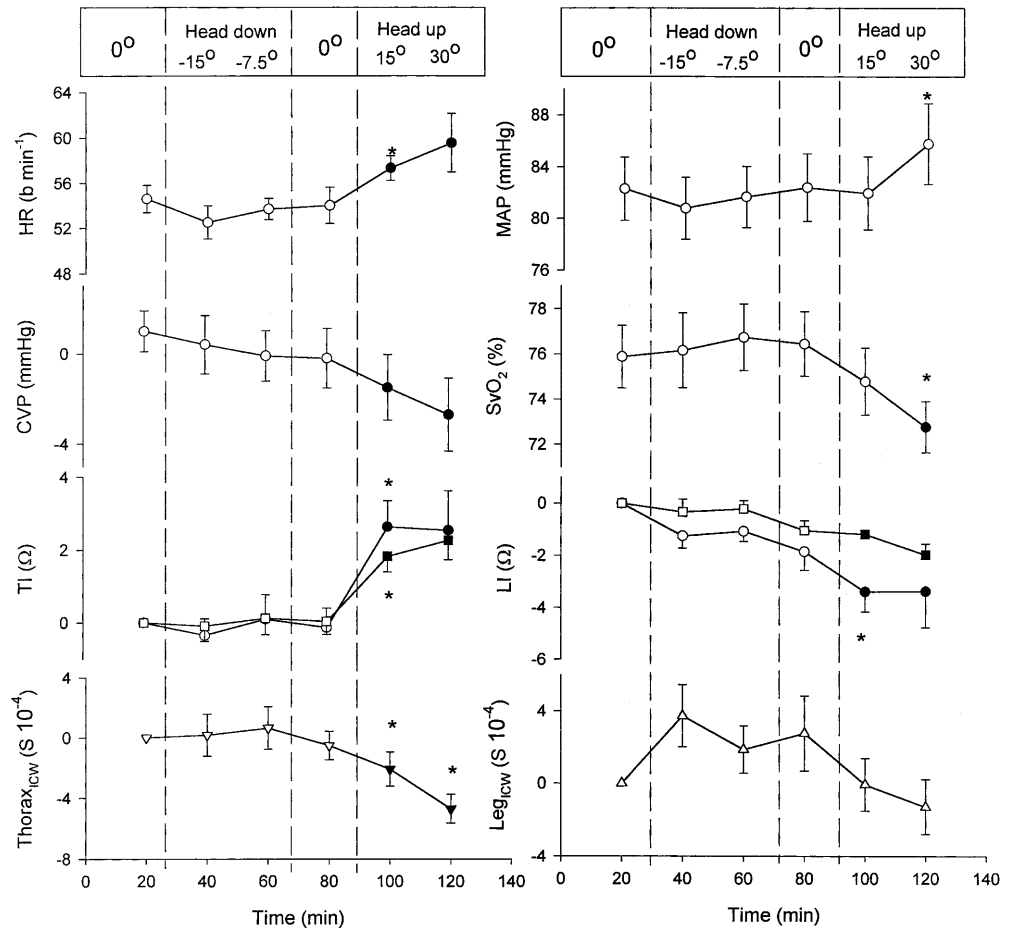 0° Head down 0° Head up
-15° -7.5° 15° 30°
64
60
56
52
48
HR (b min⁻¹)
*
0
-4
CVP (mmHg)
4
2
0
TI (Ω)
*
*
4
0
-4
-8
Thorax_ICW (S 10⁻⁴)
*
*
0 20 40 60 80 100 120 140
Time (min)
0° Head down 0° Head up
-15° -7.5° 15° 30°
88
84
80
76
MAP (mmHg)
*
78
76
74
72
SvO₂ (%)
*
0
-2
-4
-6
LI (Ω)
*
4
0
-4
Leg_ICW (S 10⁻⁴)
0 20 40 60 80 100 120 140
Time (min)